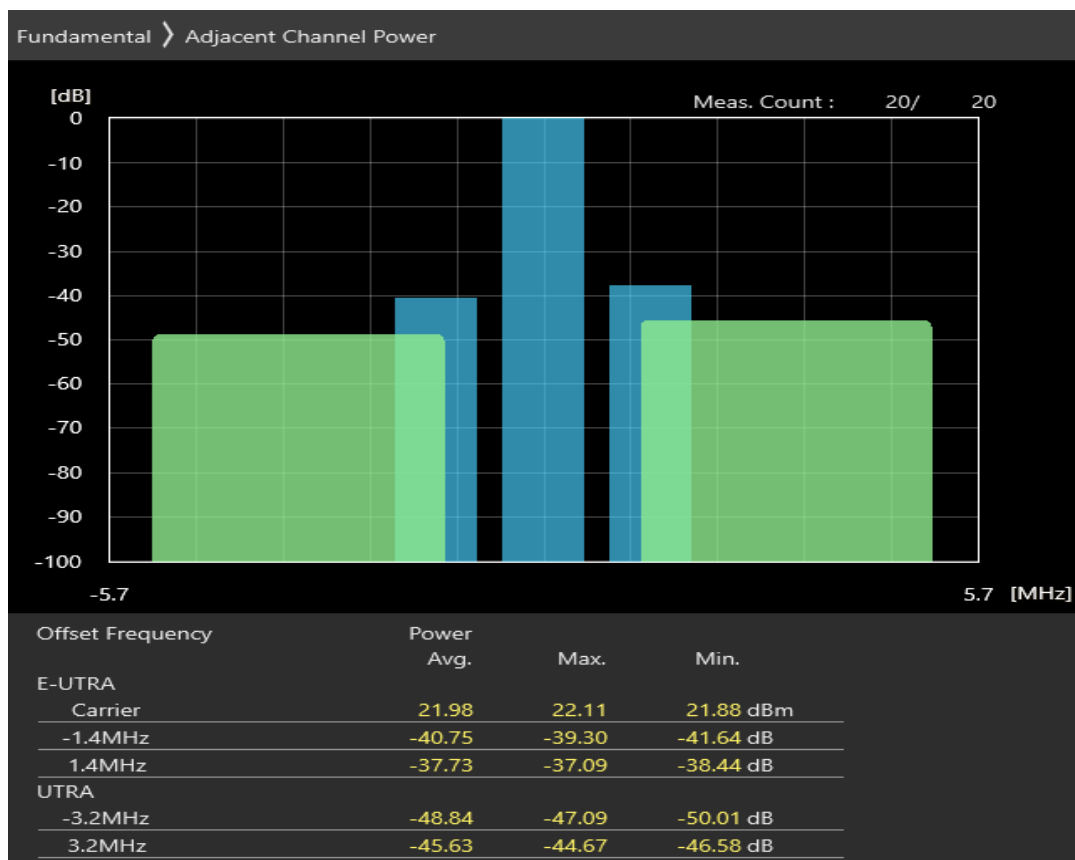 Fundamental 〉 Adjacent Channel Power
[dB]
Meas. Count : 20/ 20
0
-10
-20
-30
-40
-50
-60
-70
-80
-90
-100
-5.7 5.7 [MHz]
Offset Frequency Power
Avg. Max. Min.
E-UTRA
Carrier 21.98 22.11 21.88 dBm
-1.4MHz -40.75 -39.30 -41.64 dB
1.4MHz -37.73 -37.09 -38.44 dB
UTRA
-3.2MHz -48.84 -47.09 -50.01 dB
3.2MHz -45.63 -44.67 -46.58 dB